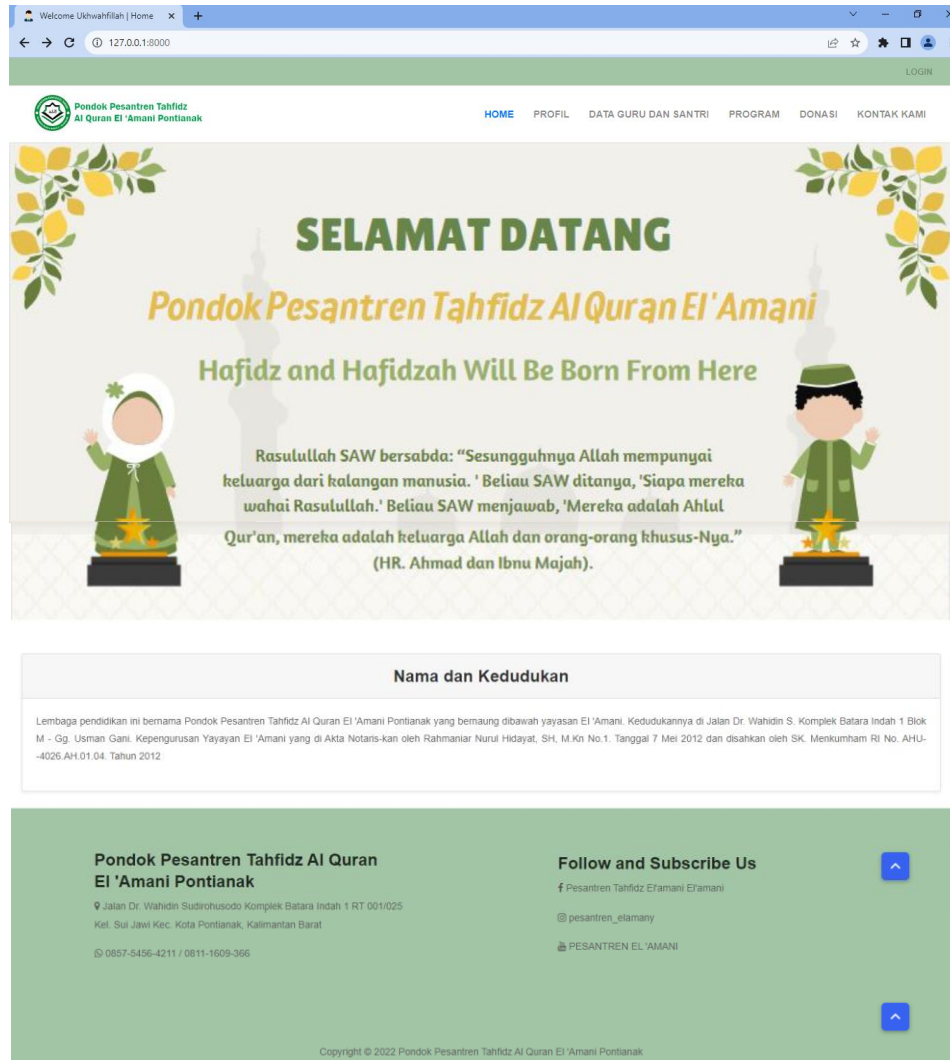 Welcome Ukhwahfillah | Home
127.0.0.1:8000
LOGIN
Pondok Pesantren Tahfidz
Al Quran El 'Amani Pontianak
HOME PROFIL DATA GURU DAN SANTRI PROGRAM DONASI KONTAK KAMI
SELAMAT DATANG
Pondok Pesantren Tahfidz Al Quran El'Amani
Hafidz and Hafidzah Will Be Born From Here
Rasulullah SAW bersabda: “Sesungguhnya Allah mempunyai
keluarga dari kalangan manusia. ' Beliau SAW ditanya, 'Siapa mereka
wahai Rasulullah.' Beliau SAW menjawab, 'Mereka adalah Ahlul
Qur'an, mereka adalah keluarga Allah dan orang-orang khusus-Nya.”
(HR. Ahmad dan Ibnu Majah).
Nama dan Kedudukan
Lembaga pendidikan ini bernama Pondok Pesantren Tahfidz Al Quran El 'Amani Pontianak yang bernaung dibawah yayasan El 'Amani. Kedudukannya di Jalan Dr. Wahidin S. Komplek Batara Indah 1 Blok
M - Gg. Usman Gani. Kepengurusan Yayayan El 'Amani yang di Akta Notaris-kan oleh Rahmaniar Nurul Hidayat, SH, M.Kn No.1. Tanggal 7 Mei 2012 dan disahkan oleh SK. Menkumham RI No. AHU-
-4026.AH.01.04. Tahun 2012
Pondok Pesantren Tahfidz Al Quran
El 'Amani Pontianak
Jalan Dr. Wahidin Sudirohusodo Komplek Batara Indah 1 RT 001/025
Kel. Sui Jawi Kec. Kota Pontianak, Kalimantan Barat
0857-5456-4211 / 0811-1609-366
Follow and Subscribe Us
Pesantren Tahfidz El'amani El'amani
pesantren_elamany
PESANTREN EL 'AMANI
Copyright © 2022 Pondok Pesantren Tahfidz Al Quran El 'Amani Pontianak